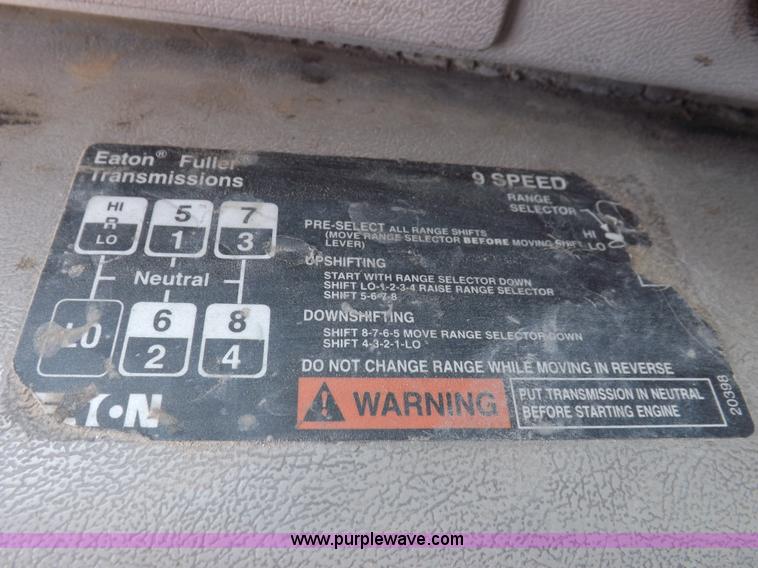 Eaton® Fuller
Transmissions
9 SPEED
RANGE
SELECTOR
HI
LO
HI
R
LO
5
1
7
3
Neutral
LO
6
2
8
4
PRE-SELECT ALL RANGE SHIFTS
(MOVE RANGE SELECTOR BEFORE MOVING SHIFT
LEVER)
UPSHIFTING
START WITH RANGE SELECTOR DOWN
SHIFT LO-1-2-3-4 RAISE RANGE SELECTOR
SHIFT 5-6-7-8
DOWNSHIFTING
SHIFT 8-7-6-5 MOVE RANGE SELECTOR DOWN
SHIFT 4-3-2-1-LO
DO NOT CHANGE RANGE WHILE MOVING IN REVERSE
WARNING
PUT TRANSMISSION IN NEUTRAL
BEFORE STARTING ENGINE
20398
EATON
www.purplewave.com